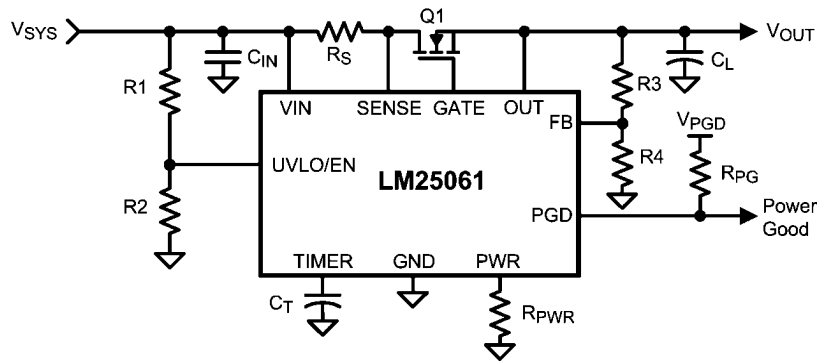 Q1
VSYS
VOUT
CIN
RS
CL
R1
R3
VIN
SENSE
GATE
OUT
FB
VPGD
UVLO/EN
LM25061
R4
RPG
R2
PGD
Power
Good
TIMER
GND
PWR
CT
RPWR